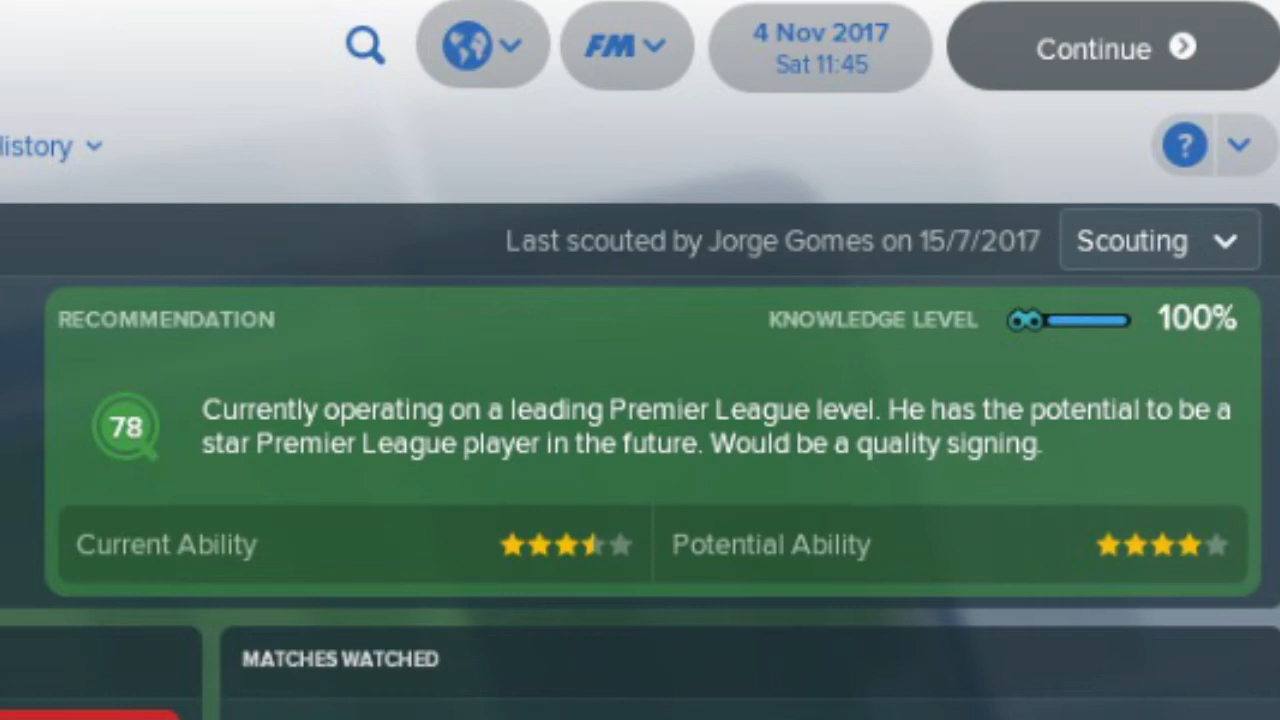 FM
4 Nov 2017
Sat 11:45
Continue
History
?
Last scouted by Jorge Gomes on 15/7/2017
Scouting
RECOMMENDATION
KNOWLEDGE LEVEL
100%
78
Currently operating on a leading Premier League level. He has the potential to be a
star Premier League player in the future. Would be a quality signing.
Current Ability
Potential Ability
MATCHES WATCHED